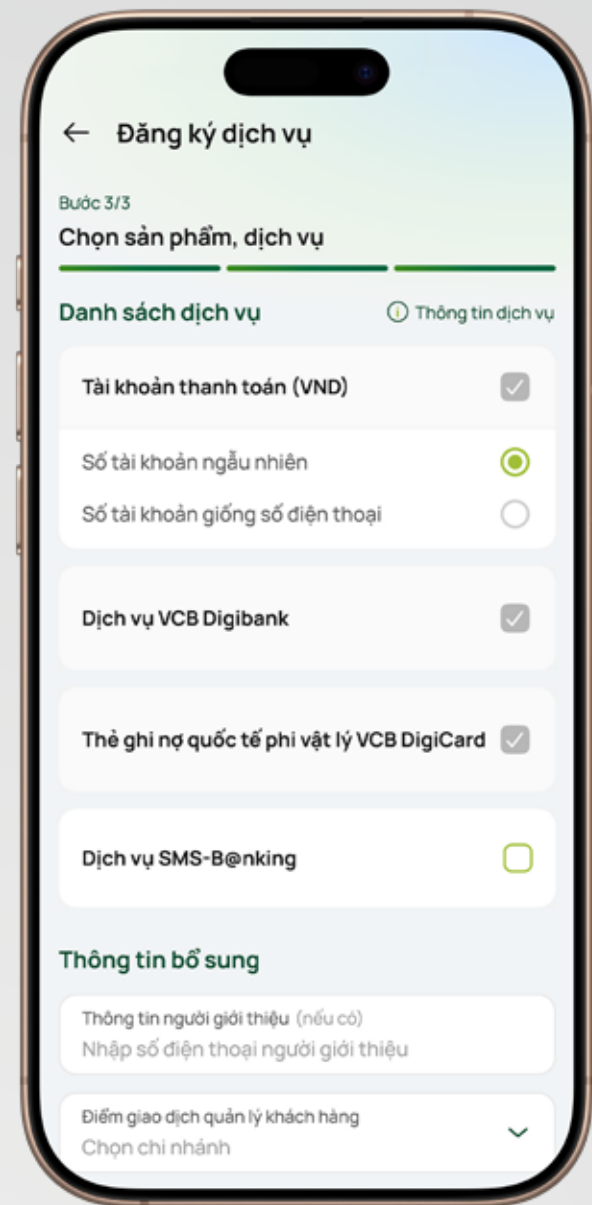 Đăng ký dịch vụ
Bước 3/3
Chọn sản phẩm, dịch vụ
Danh sách dịch vụ
Thông tin dịch vụ
Tài khoản thanh toán (VND)
Số tài khoản ngẫu nhiên
Số tài khoản giống số điện thoại
Dịch vụ VCB Digibank
Thẻ ghi nợ quốc tế phi vật lý VCB DigiCard
Dịch vụ SMS-B@nking
Thông tin bổ sung
Thông tin người giới thiệu (nếu có)
Nhập số điện thoại người giới thiệu
Điểm giao dịch quản lý khách hàng
Chọn chi nhánh